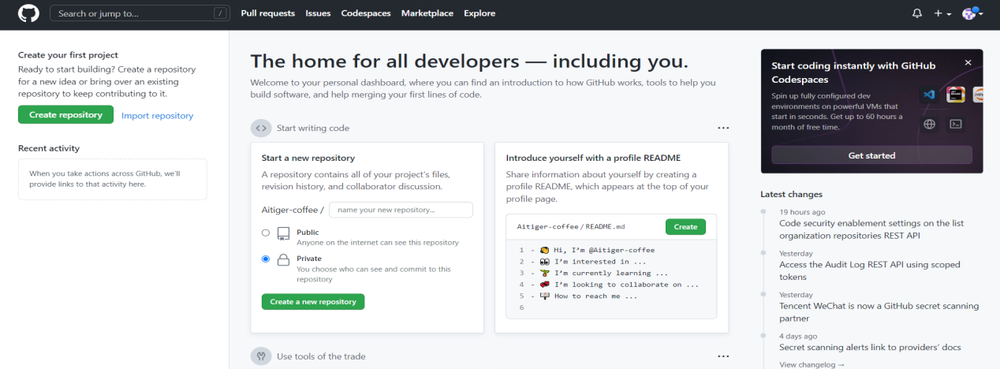 Search or jump to...
/
Pull requests
Issues
Codespaces
Marketplace
Explore
Create your first project
Ready to start building? Create a repository
for a new idea or bring over an existing
repository to keep contributing to it.
Create repository
Import repository
Recent activity
When you take actions across GitHub, we'll
provide links to that activity here.
The home for all developers — including you.
Welcome to your personal dashboard, where you can find an introduction to how GitHub works, tools to help you
build software, and help merging your first lines of code.
Start writing code
Start a new repository
A repository contains all of your project's files,
revision history, and collaborator discussion.
Aitiger-coffee /
name your new repository...
Public
Anyone on the internet can see this repository
Private
You choose who can see and commit to this
repository
Create a new repository
Introduce yourself with a profile README
Share information about yourself by creating a
profile README, which appears at the top of your
profile page.
Aitiger-coffee / README.md
Create
1 - 👋 Hi, I'm @Aitiger-coffee
2 - 👀 I'm interested in ...
3 - 🌱 I'm currently learning ...
4 - 💞️ I'm looking to collaborate on ...
5 - 📫 How to reach me ...
6
Use tools of the trade
Start coding instantly with GitHub
Codespaces
Spin up fully configured dev
environments on powerful VMs that
start in seconds. Get up to 60 hours a
month of free time.
Get started
Latest changes
19 hours ago
Code security enablement settings on the list
organization repositories REST API
Yesterday
Access the Audit Log REST API using scoped
tokens
Yesterday
Tencent WeChat is now a GitHub secret scanning
partner
4 days ago
Secret scanning alerts link to providers' docs
View changelog →